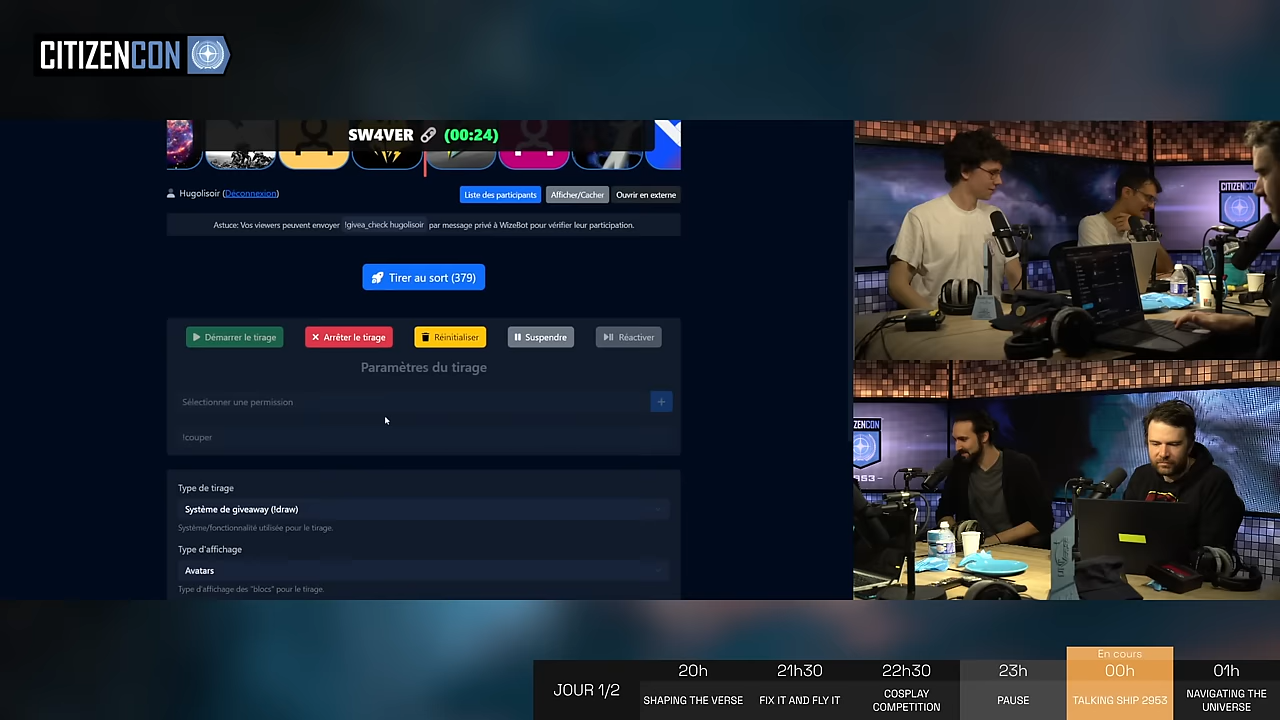 CITIZENCON
SW4VER (00:24)
Hugolisoir (Déconnexion)
Liste des participants
Afficher/Cacher
Ouvrir en externe
Astuce: Vos viewers peuvent envoyer !givea_check hugolisoir par message privé à WizeBot pour vérifier leur participation.
Tirer au sort (379)
Démarrer le tirage
Arrêter le tirage
Réinitialiser
Suspendre
Réactiver
Paramètres du tirage
Sélectionner une permission
+
!couper
Type de tirage
Système de giveaway (!draw)
Système/fonctionnalité utilisée pour le tirage.
Type d'affichage
Avatars
Type d'affichage des "blocs" pour le tirage.
CITIZENCON
ZENCON
JOUR 1/2
20h
SHAPING THE VERSE
21h30
FIX IT AND FLY IT
22h30
COSPLAY
COMPETITION
23h
PAUSE
En cours
00h
TALKING SHIP 2953
01h
NAVIGATING THE
UNIVERSE